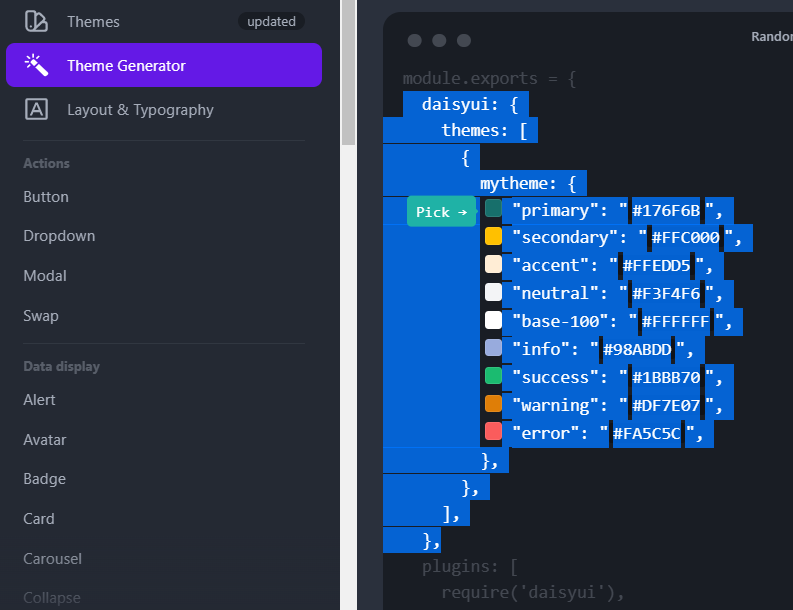 Themes
updated
Theme Generator
Layout & Typography
Actions
Button
Dropdown
Modal
Swap
Data display
Alert
Avatar
Badge
Card
Carousel
Collapse
module.exports = {
daisyui: {
themes: [
{
mytheme: {
Pick → "primary": "#176F6B",
"secondary": "#FFC000",
"accent": "#FFEDD5",
"neutral": "#F3F4F6",
"base-100": "#FFFFFF",
"info": "#98ABDD",
"success": "#1BBB70",
"warning": "#DF7E07",
"error": "#FA5C5C",
},
},
],
},
plugins: [
require('daisyui'),